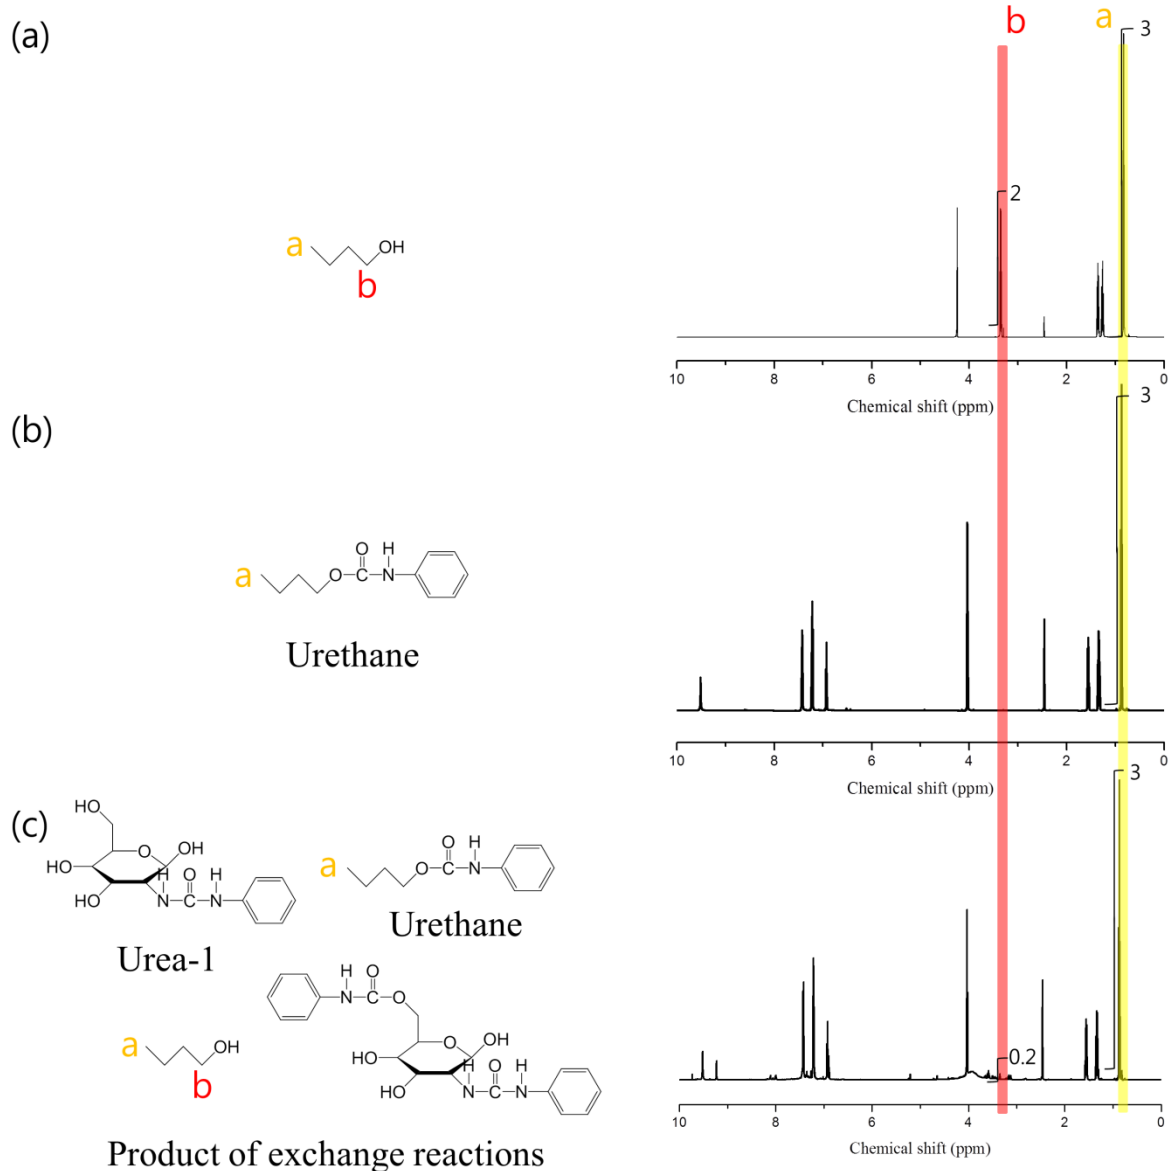 (a)
a
OH
b
b
a
3
2
10
8
6
4
2
0
Chemical shift (ppm)
(b)
a
O
O
C
N
H
Urethane
3
10
8
6
4
2
0
Chemical shift (ppm)
(c)
HO
HO
HO
O
OH
H
N
O
C
H
N
Urea-1
a
O
O
C
H
N
Urethane
a
OH
b
H
N
O
C
O
HO
HO
O
OH
H
N
O
C
H
N
Product of exchange reactions
3
0.2
10
8
6
4
2
0
Chemical shift (ppm)